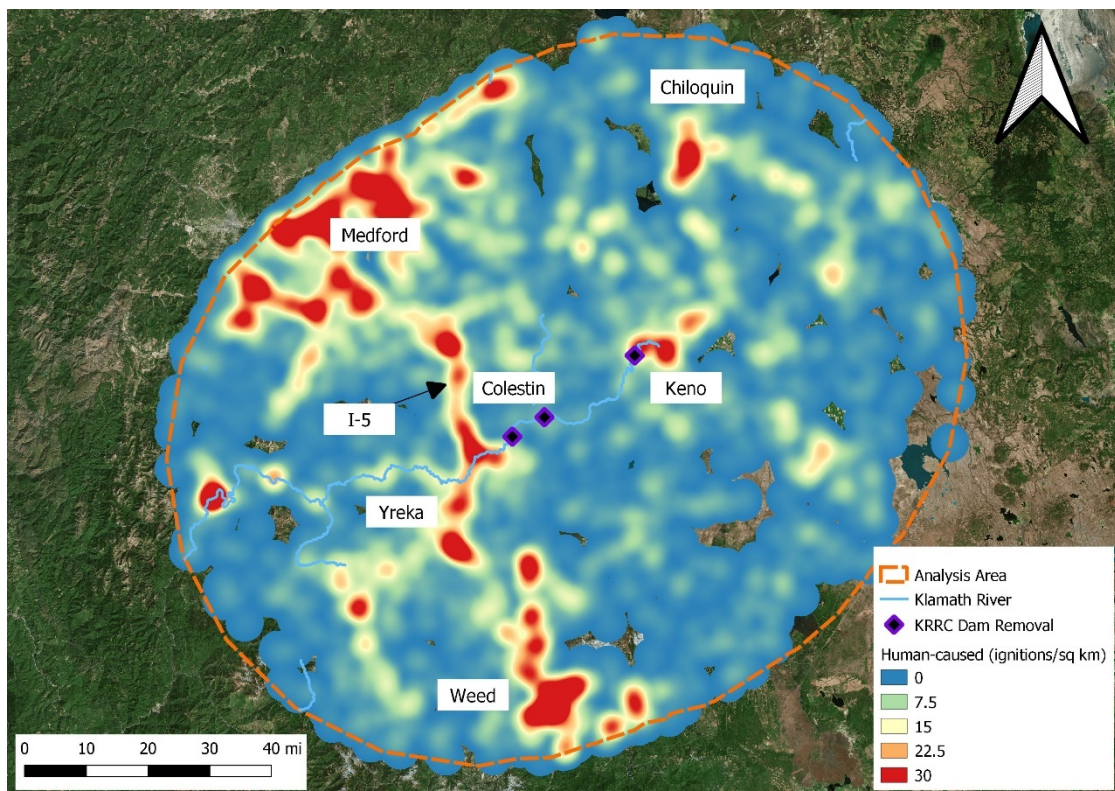 Chiloquin
Medford
Colestin
Keno
I-5
Yreka
Weed
0 10 20 30 40 mi
Analysis Area
Klamath River
KRRC Dam Removal
Human-caused (ignitions/sq km)
0
7.5
15
22.5
30